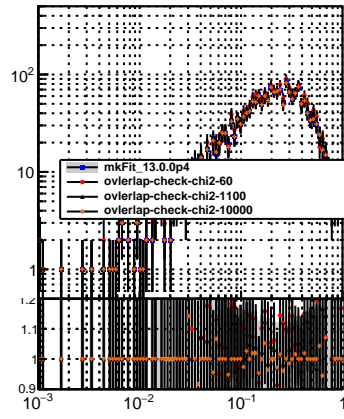 10²
10
mkFit_13.0.0p4
ovlerlap-check-chi2-60
ovlerlap-check-chi2-1100
ovlerlap-check-chi2-10000
1
1.2
1.1
1
0.9
10⁻³ 10⁻² 10⁻¹ 1